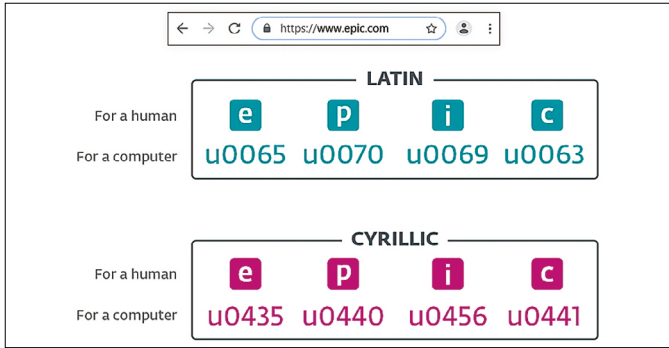 https://www.epic.com
LATIN
For a human e p i c
For a computer u0065 u0070 u0069 u0063
CYRILLIC
For a human е р і с
For a computer u0435 u0440 u0456 u0441